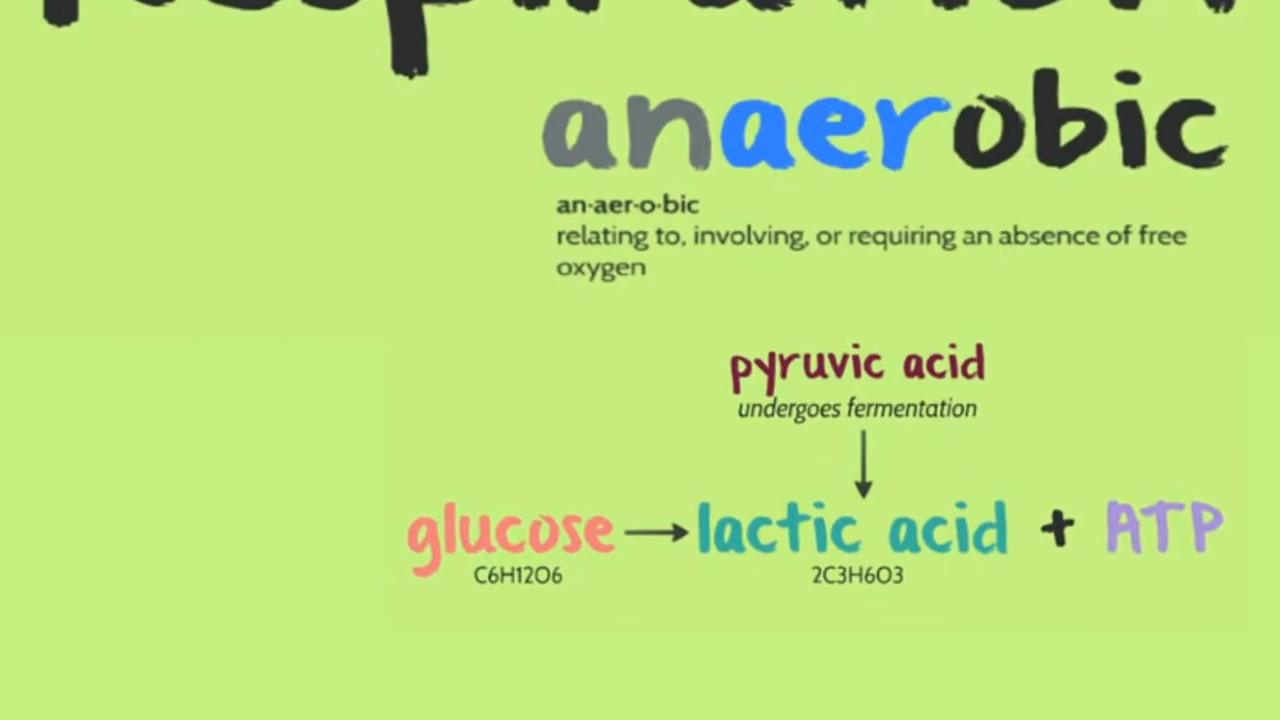 anaerobic
an·aer·o·bic
relating to, involving, or requiring an absence of free
oxygen
pyruvic acid
undergoes fermentation
glucose → lactic acid + ATP
C6H12O6 2C3H6O3